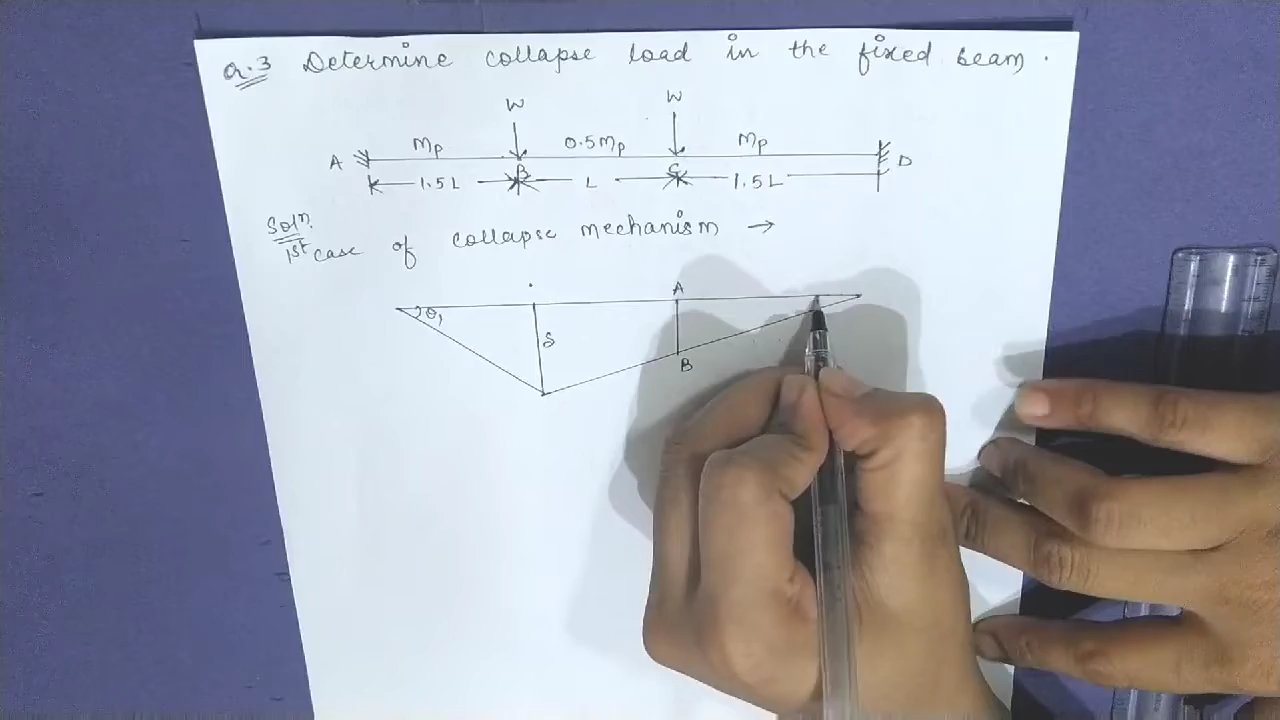 Q.3 Determine collapse load in the fixed beam.
W W
A Mp B 0.5Mp C Mp D
1.5L L 1.5L
Soln.
1st case of collapse mechanism →
A
θ1
δ
B